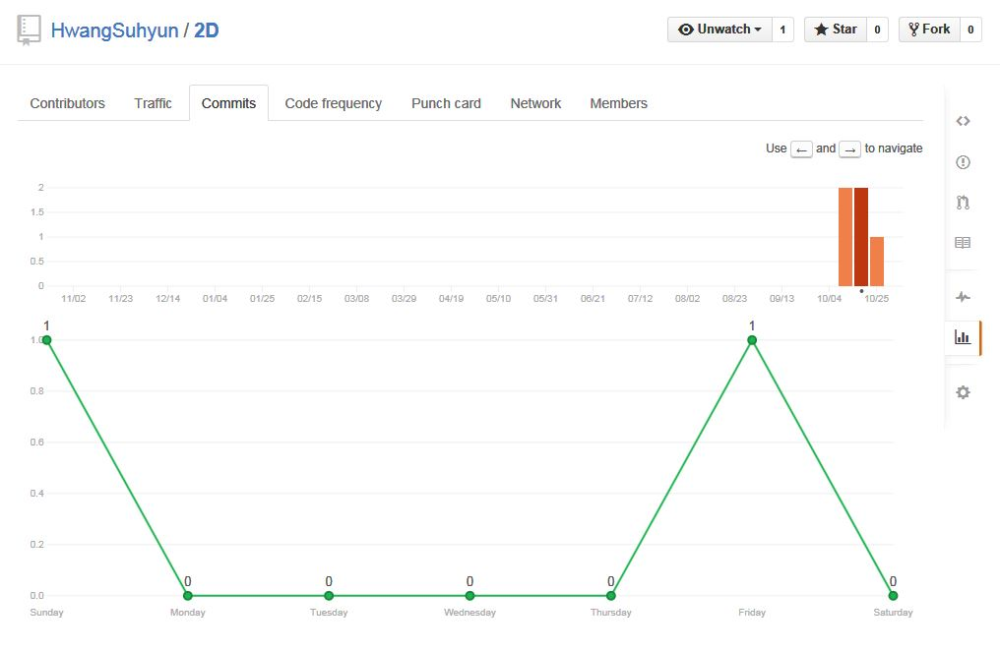 HwangSuhyun / 2D
Unwatch 1 Star 0 Fork 0
Contributors Traffic Commits Code frequency Punch card Network Members
Use ← and → to navigate
2
1.5
1
0.5
0
11/02 11/23 12/14 01/04 01/25 02/15 03/08 03/29 04/19 05/10 05/31 06/21 07/12 08/02 08/23 09/13 10/04 10/25
1 1
1.0
0.8
0.6
0.4
0.2
0 0 0 0 0
0.0
Sunday Monday Tuesday Wednesday Thursday Friday Saturday